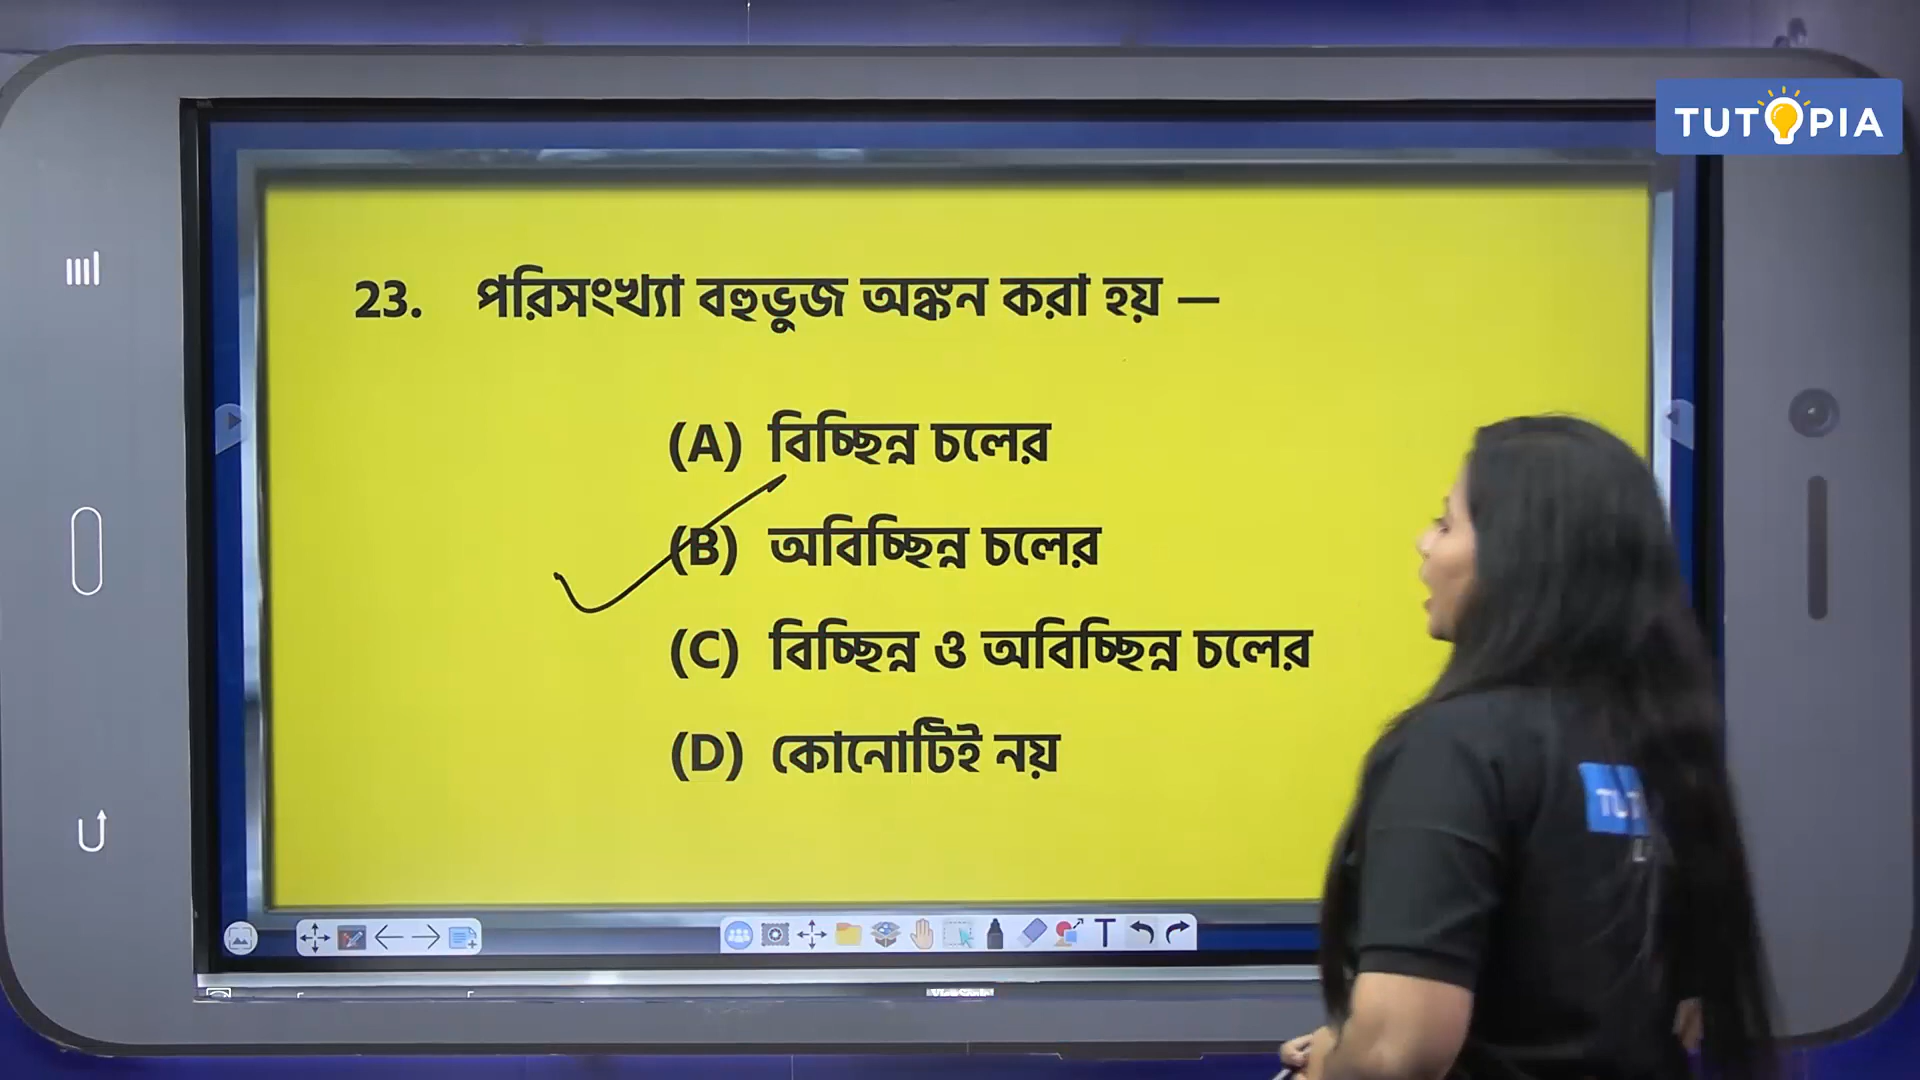 TUTOPIA
23. পরিসংখ্যা বহুভুজ অঙ্কন করা হয় —
(A) বিচ্ছিন্ন চলের
(B) অবিচ্ছিন্ন চলের
(C) বিচ্ছিন্ন ও অবিচ্ছিন্ন চলের
(D) কোনোটিই নয়